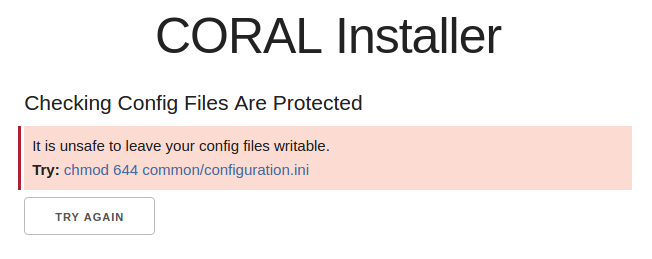 CORAL Installer
Checking Config Files Are Protected
It is unsafe to leave your config files writable.
Try: chmod 644 common/configuration.ini
TRY AGAIN